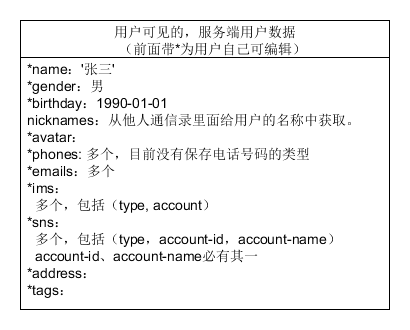 用户可见的，服务端用户数据
（前面带*为用户自己可编辑）
*name：'张三'
*gender：男
*birthday：1990-01-01
nicknames：从他人通信录里面给用户的名称中获取。
*avatar：
*phones: 多个，目前没有保存电话号码的类型
*emails：多个
*ims：
多个，包括（type, account）
*sns：
多个，包括（type，account-id，account-name）
account-id、account-name必有其一
*address：
*tags：